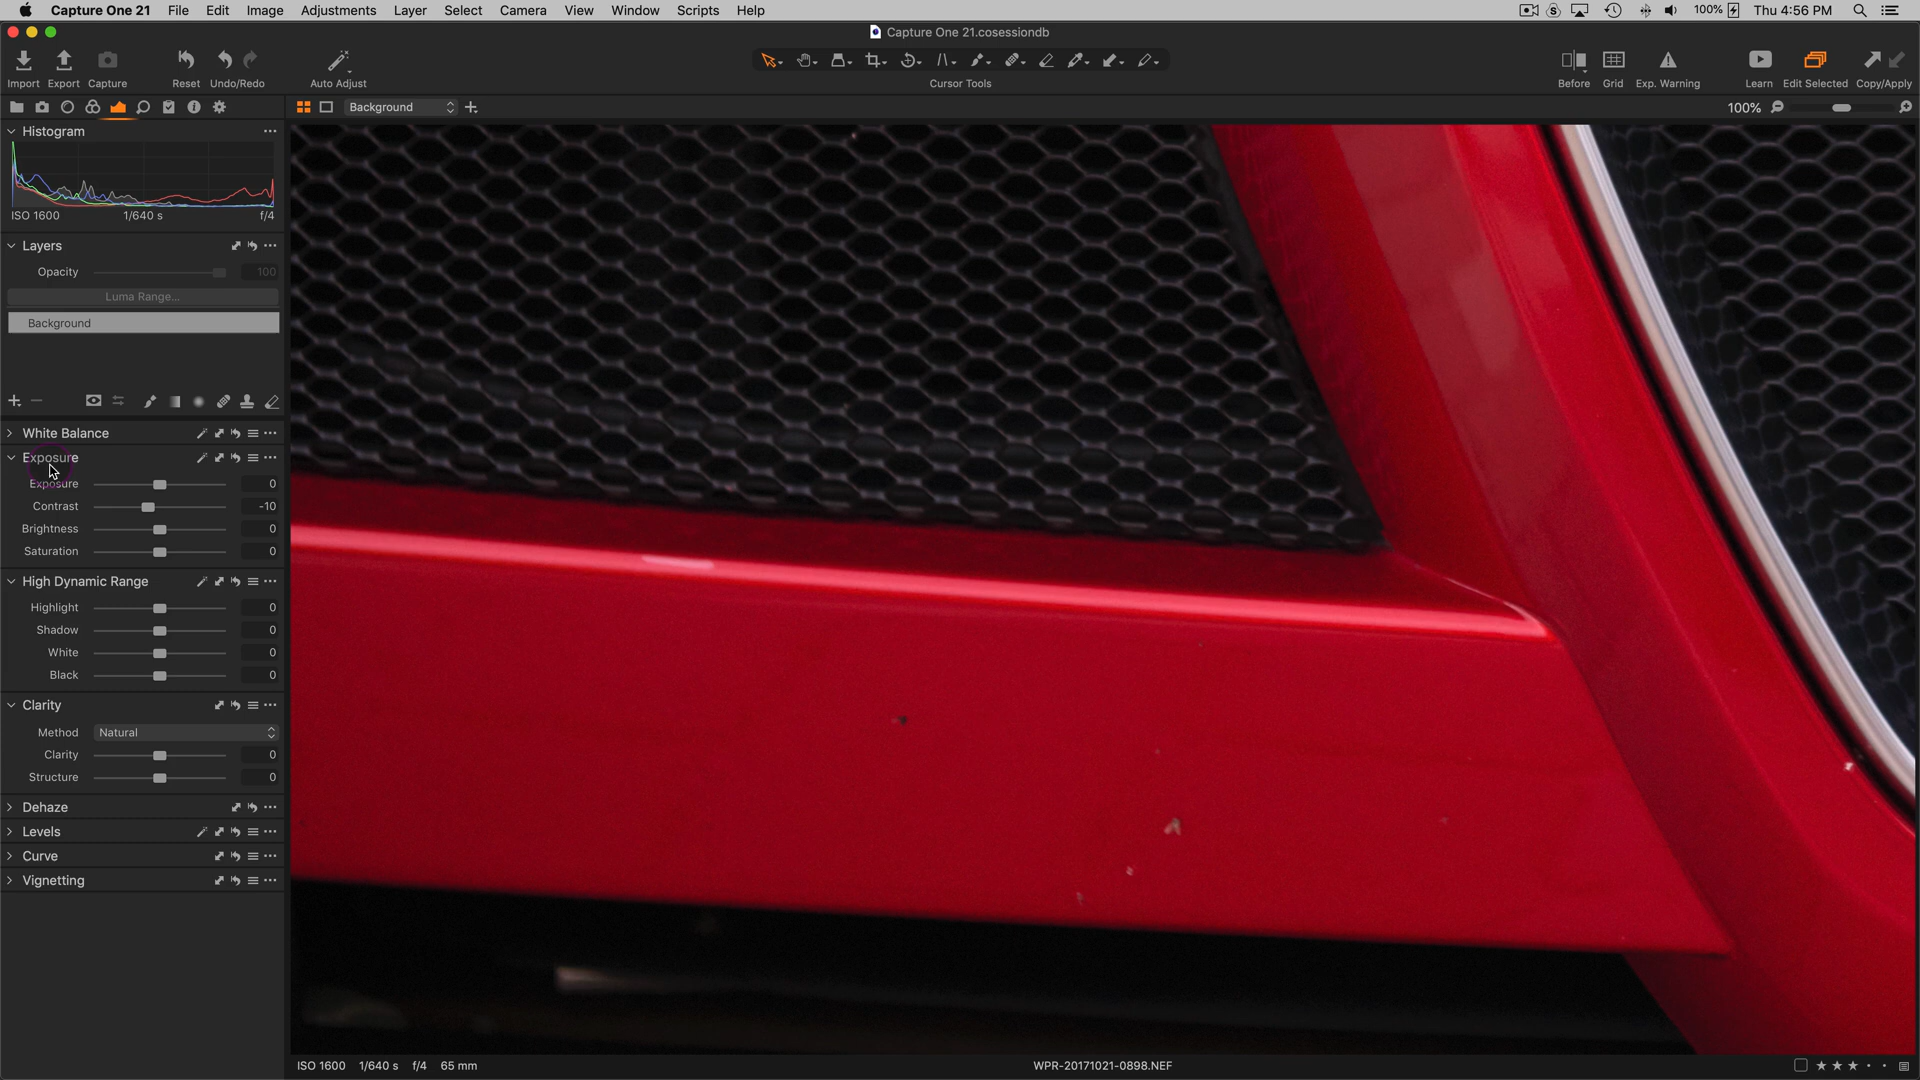 Capture One 21 File Edit Image Adjustments Layer Select Camera View Window Scripts Help 100% Thu 4:56 PM
Capture One 21.cosessiondb
Import Export Capture Reset Undo/Redo Auto Adjust Cursor Tools Before Grid Exp. Warning Learn Edit Selected Copy/Apply
Background 100%
Histogram
ISO 1600 1/640 s f/4
Layers
Opacity 100
Luma Range...
Background
White Balance
Exposure
Exposure 0
Contrast -10
Brightness 0
Saturation 0
High Dynamic Range
Highlight 0
Shadow 0
White 0
Black 0
Clarity
Method Natural
Clarity 0
Structure 0
Dehaze
Levels
Curve
Vignetting
ISO 1600 1/640 s f/4 65 mm WPR-20171021-0898.NEF